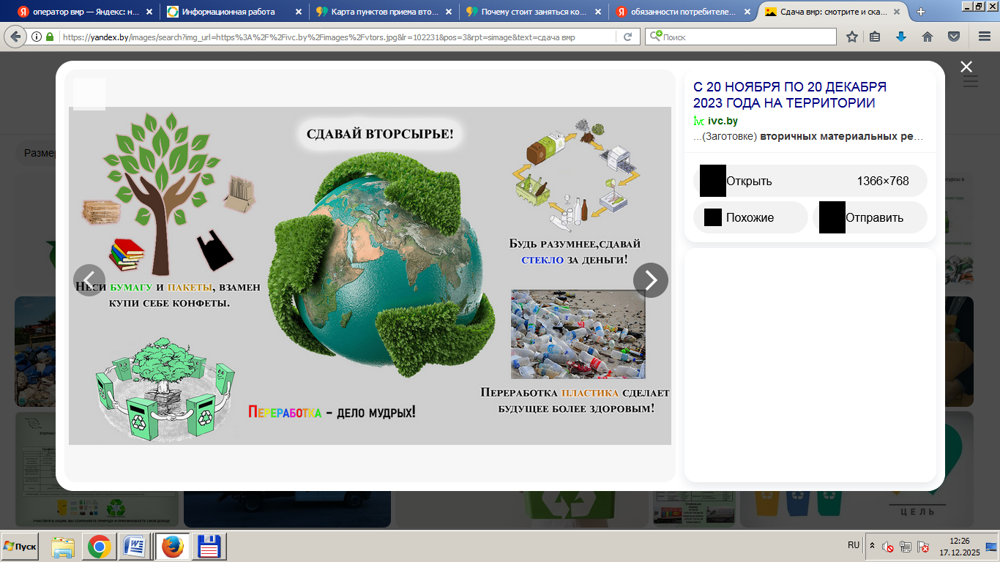 оператор вмр — Яндекс: н...
Информационная работа
Карта пунктов приема вто...
Почему стоит заняться ко...
обязанности потребителе...
Сдача вмр: смотрите и ска...
https://yandex.by/images/search?img_url=https%3A%2F%2Fivc.by%2Fimages%2Fvtors.jpg&lr=102231&pos=3&rpt=simage&text=сдача вмр
Поиск
Размер
СДАВАЙ ВТОРСЫРЬЕ!
Неси бумагу и пакеты, взамен
купи себе конфеты.
Будь разумнее,сдавай
стекло за деньги!
Переработка пластика сделает
будущее более здоровым!
Переработка – дело мудрых!
С 20 НОЯБРЯ ПО 20 ДЕКАБРЯ
2023 ГОДА НА ТЕРРИТОРИИ
ivc.by
...(Заготовке) вторичных материальных ре...
Открыть
1366×768
Похожие
Отправить
ЦЕЛЬ
Пуск
RU
12:26
17.12.2025